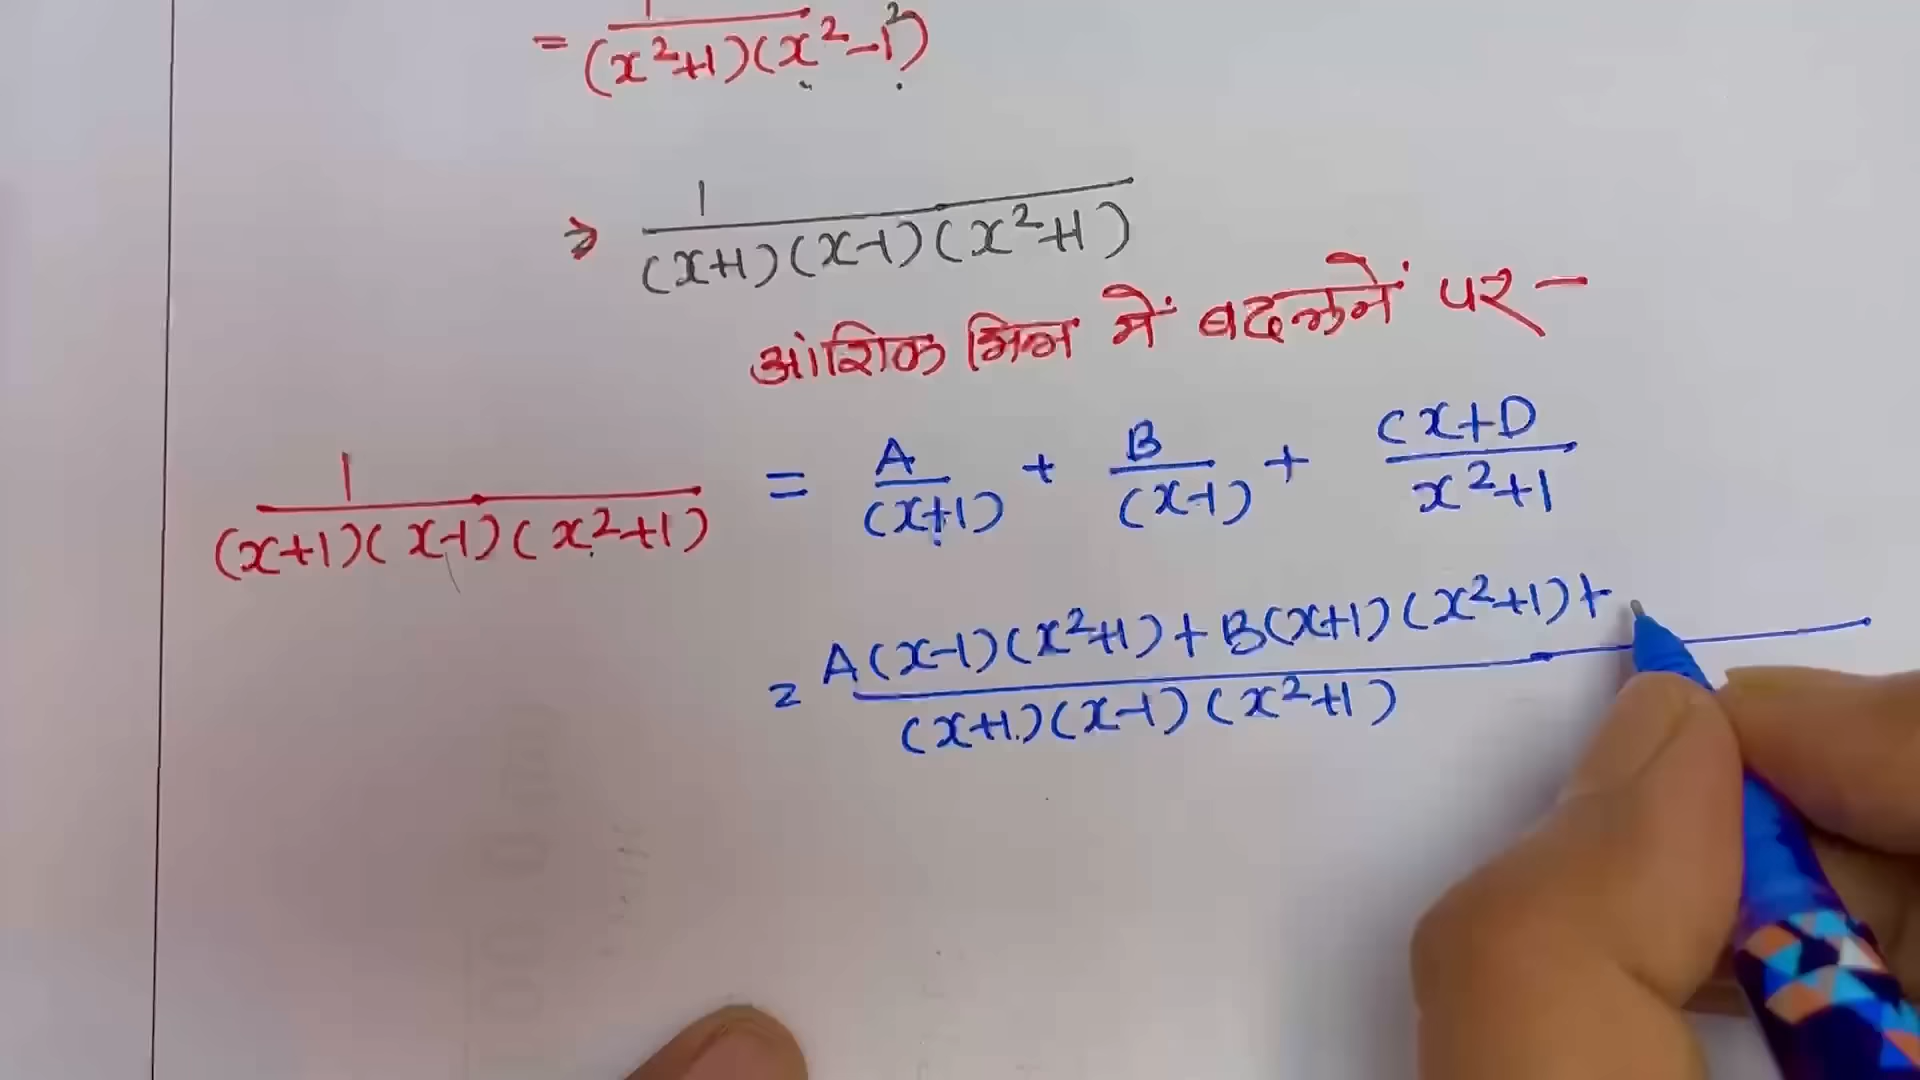 = 1/((x²+1)(x²-1²))
⇒ 1/((x+1)(x-1)(x²+1))
आंशिक भिन्न में बदलनें पर -
1/((x+1)(x-1)(x²+1)) = A/(x+1) + B/(x-1) + (Cx+D)/(x²+1)
= (A(x-1)(x²+1) + B(x+1)(x²+1) +)/((x+1)(x-1)(x²+1))